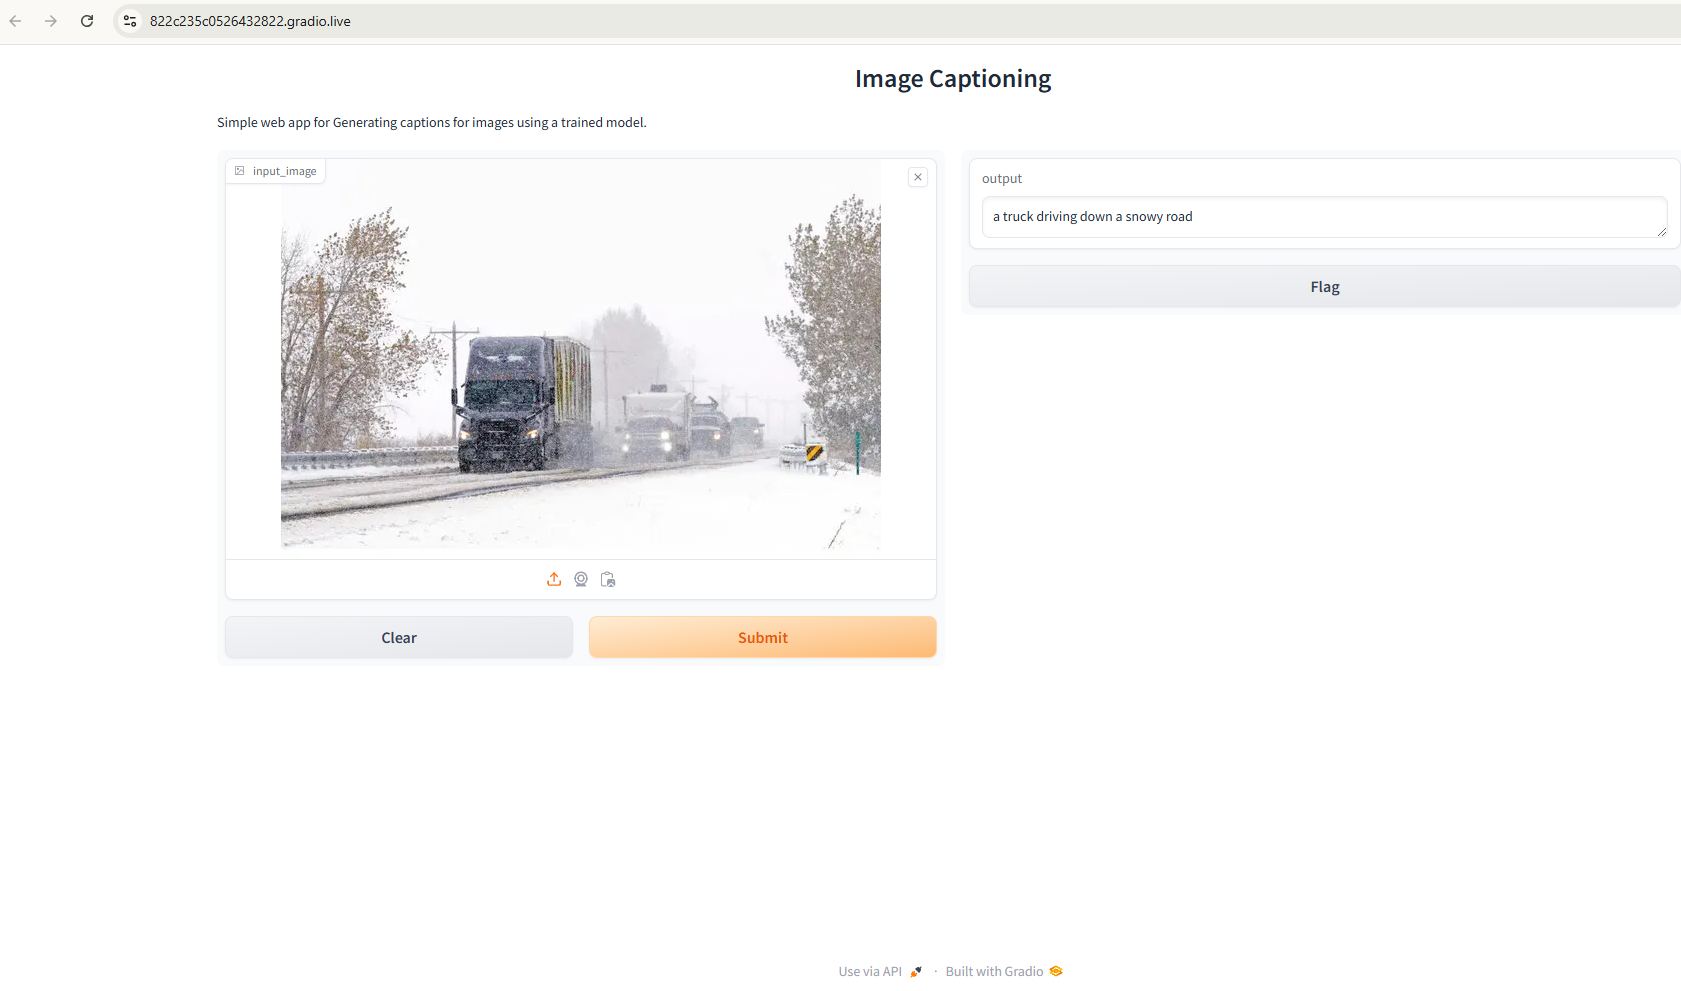 822c235c0526432822.gradio.live
Image Captioning
Simple web app for Generating captions for images using a trained model.
input_image
output
a truck driving down a snowy road
Flag
Clear
Submit
Use via API · Built with Gradio